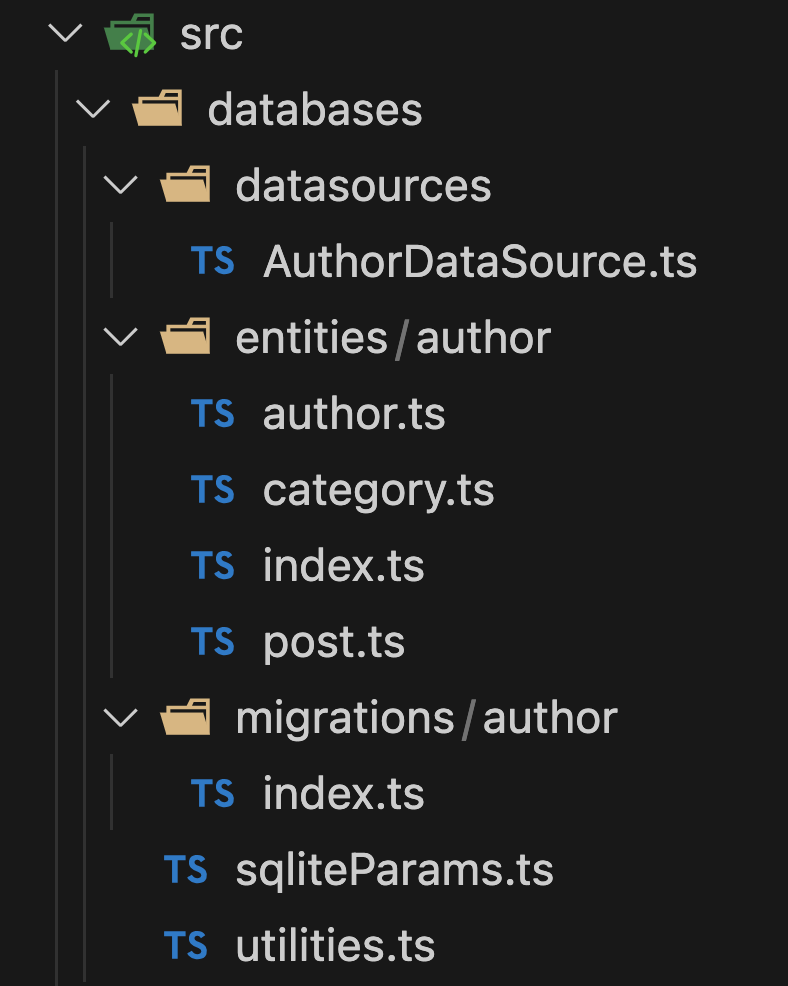 src
databases
datasources
TS AuthorDataSource.ts
entities/author
TS author.ts
TS category.ts
TS index.ts
TS post.ts
migrations/author
TS index.ts
TS sqliteParams.ts
TS utilities.ts